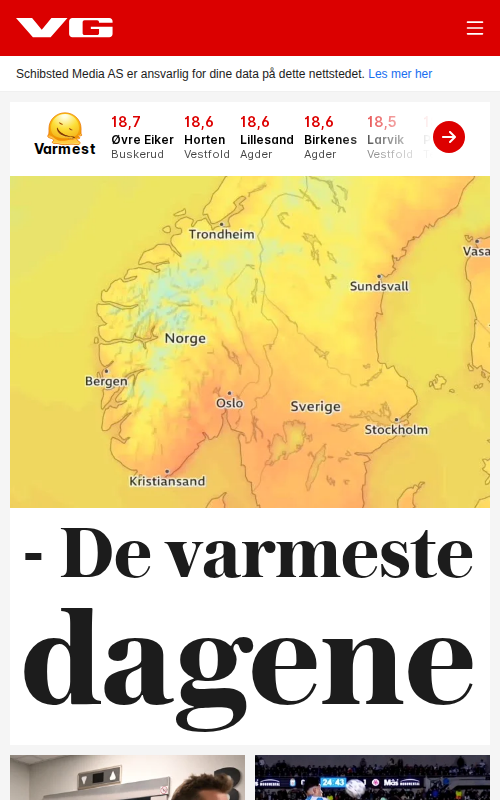 VG
Schibsted Media AS er ansvarlig for dine data på dette nettstedet. Les mer her
Varmest
18,7
Øvre Eiker
Buskerud
18,6
Horten
Vestfold
18,6
Lillesand
Agder
18,6
Birkenes
Agder
18,5
Larvik
Vestfold
Trondheim
Vasa
Sundsvall
Norge
Bergen
Oslo
Sverige
Stockholm
Kristiansand
- De varmeste
dagene
24:43